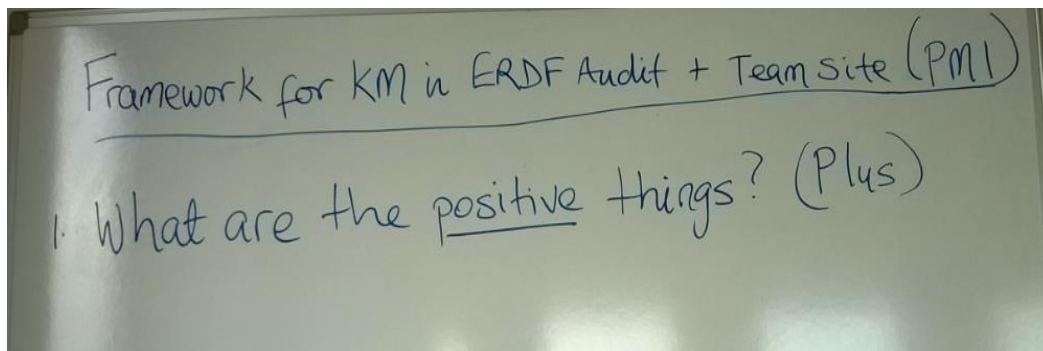 Framework for KM in ERDF Audit + Team site (PMI)
1. What are the positive things? (Plus)